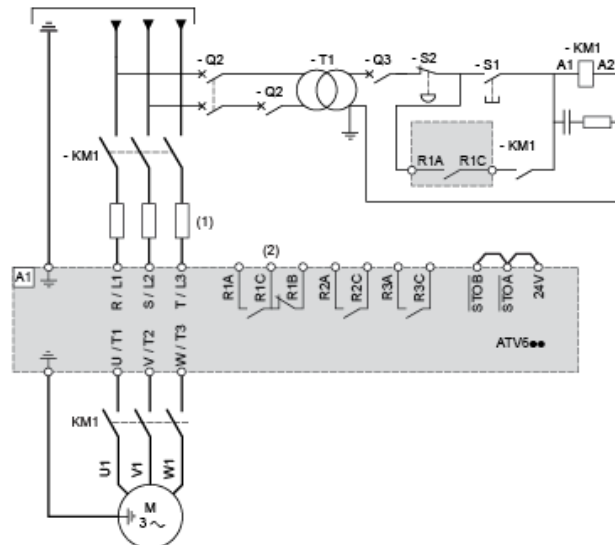 - Q2
- T1
- Q3
- S2
- S1
- KM1
A1
A2
- Q2
- KM1
R1A
R1C
- KM1
(1)
(2)
A1
R / L1
S / L2
T / L3
R1A
R1C
R1B
R2A
R2C
R3A
R3C
STOB
STOA
24V
U / T1
V / T2
W / T3
ATV6●●
KM1
U1
V1
W1
M
3 ~